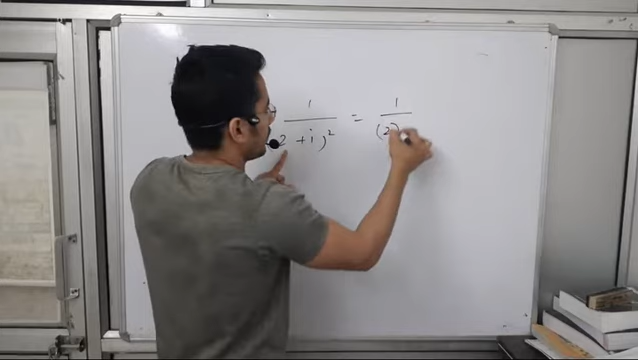 1 / 2 + i)² = 1 / (2)